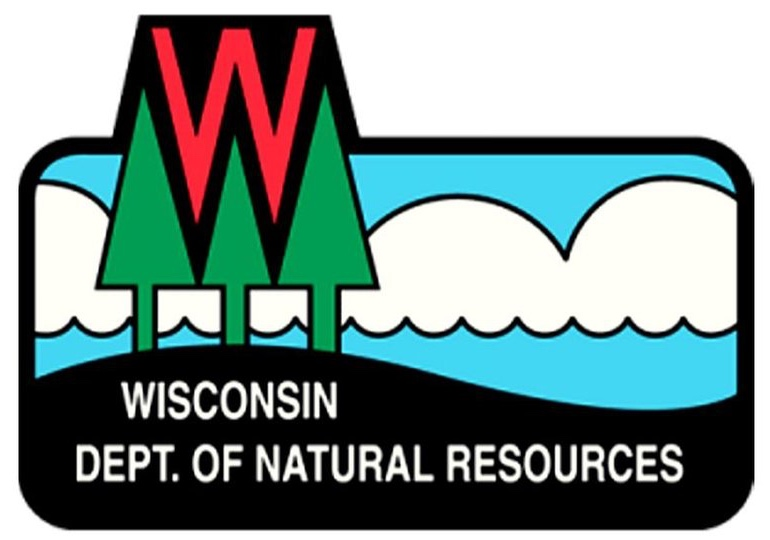 W
WISCONSIN
DEPT. OF NATURAL RESOURCES